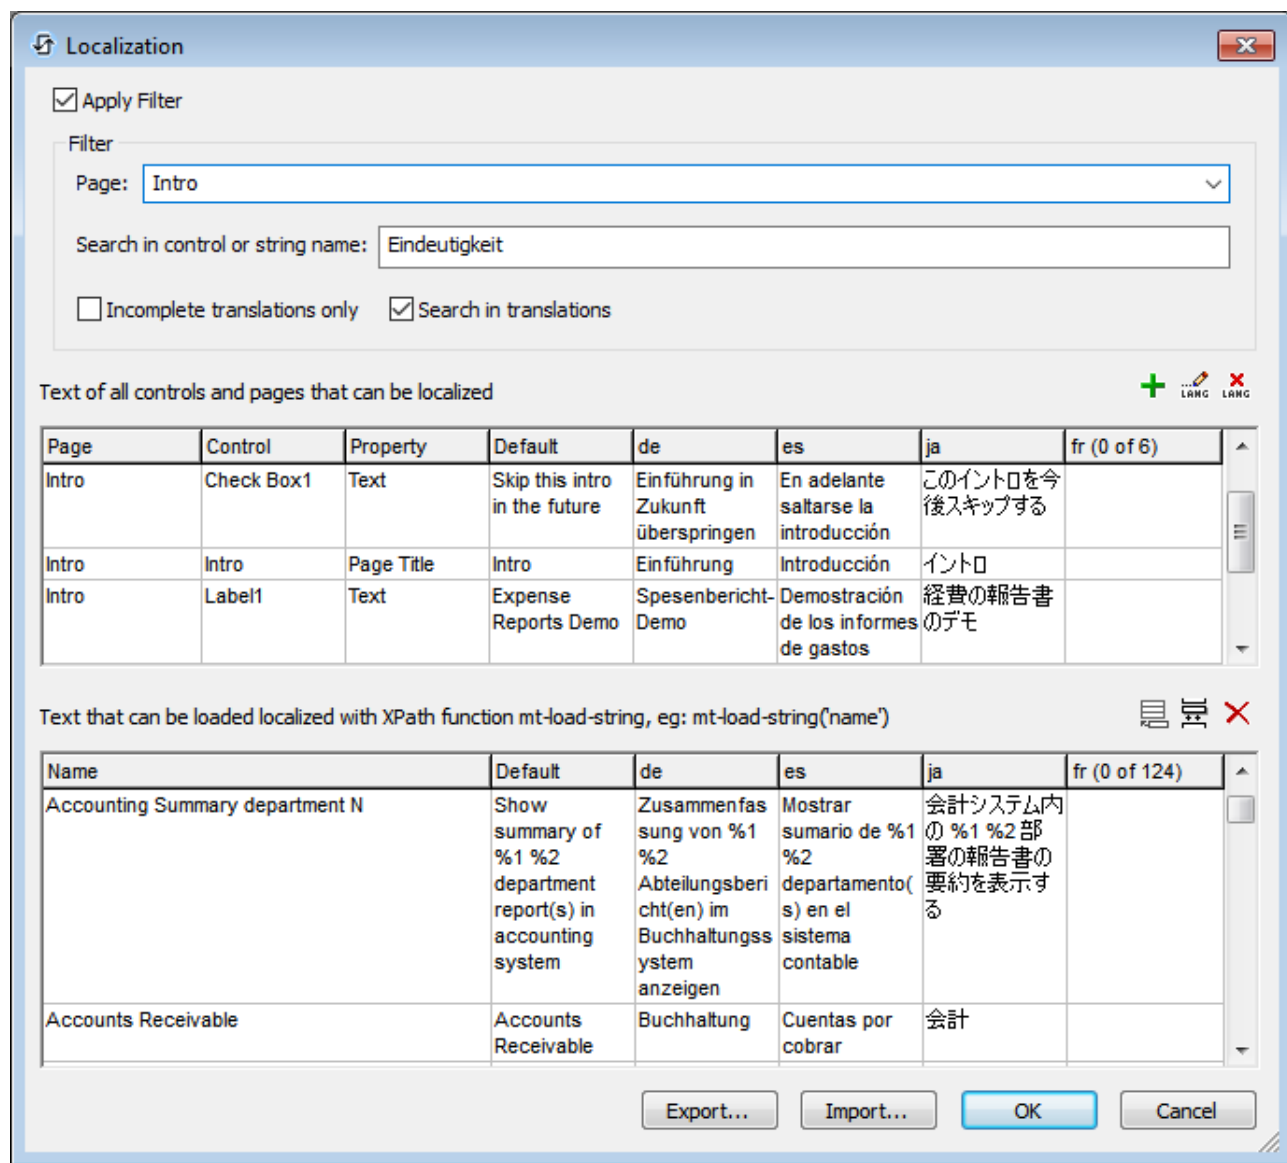 Localization
Apply Filter
Filter
Page: Intro
Search in control or string name: Eindeutigkeit
Incomplete translations only Search in translations
Text of all controls and pages that can be localized
LANG LANG
Page Control Property Default de es ja fr (0 of 6)
Intro Check Box1 Text Skip this intro Einführung in En adelante このイントロを今
in the future Zukunft saltarse la 後スキップする
überspringen introducción
Intro Intro Page Title Intro Einführung Introducción イントロ
Intro Label1 Text Expense Spesenbericht- Demostración 経費の報告書
Reports Demo Demo de los informes のデモ
de gastos
Text that can be loaded localized with XPath function mt-load-string, eg: mt-load-string('name')
Name Default de es ja fr (0 of 124)
Accounting Summary department N Show Zusammenfas Mostrar 会計システム内
summary of sung von %1 sumario de %1 の %1 %2 部
%1 %2 %2 %2 署の報告書の
department Abteilungsberi departamento( 要約を表示す
report(s) in cht(en) im s) en el る
accounting Buchhaltungss sistema
system ystem contable
anzeigen
Accounts Receivable Accounts Buchhaltung Cuentas por 会計
Receivable cobrar
Export... Import... OK Cancel